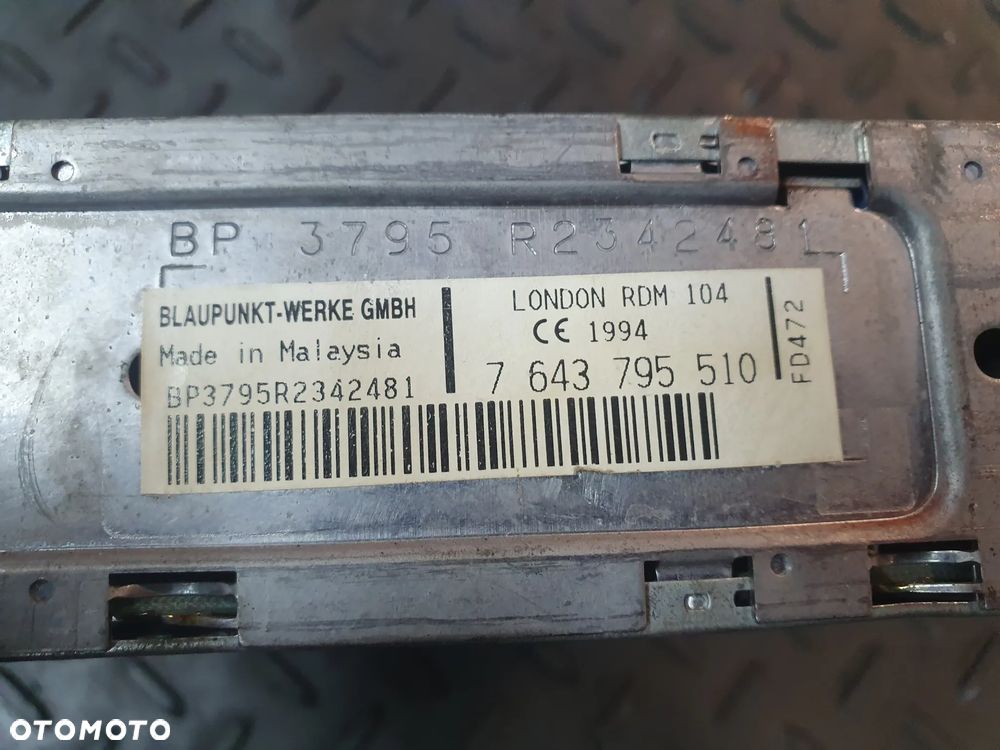 BP 3795 R2342481
BLAUPUNKT-WERKE GMBH
Made in Malaysia
BP3795R2342481
LONDON RDM 104
CE 1994
7 643 795 510
FD472
OTOMOTO